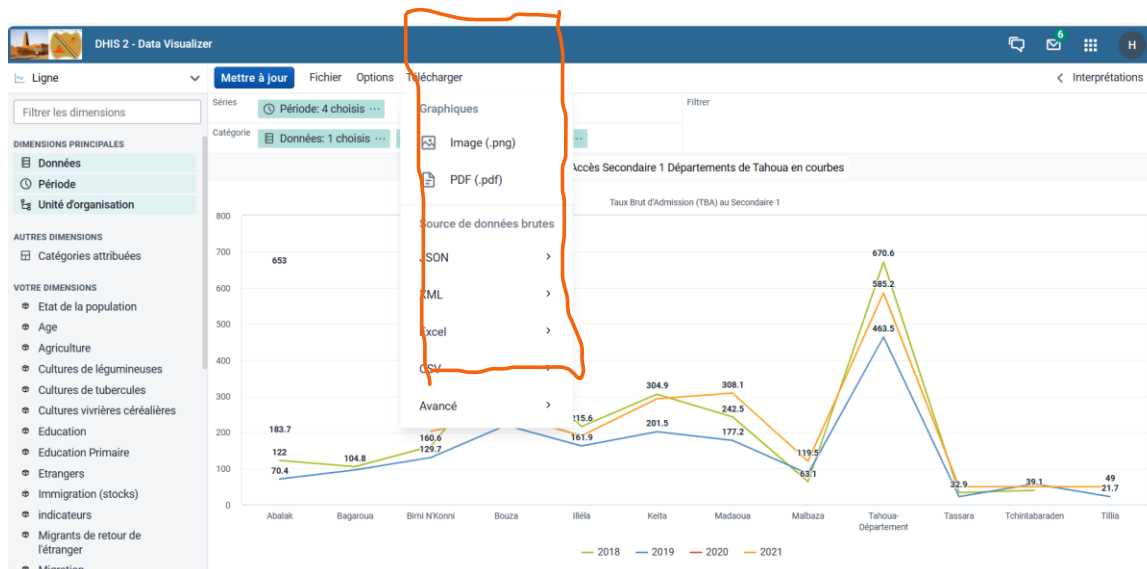 DHIS 2 - Data Visualizer
6
H
Ligne
Mettre à jour
Fichier
Options
Télécharger
Interprétations
Filtrer les dimensions
DIMENSIONS PRINCIPALES
Données
Période
Unité d'organisation
AUTRES DIMENSIONS
Catégories attribuées
VOTRE DIMENSIONS
Etat de la population
Age
Agriculture
Cultures de légumineuses
Cultures de tubercules
Cultures vivrières céréalières
Education
Education Primaire
Etrangers
Immigration (stocks)
indicateurs
Migrants de retour de
l'étranger
Migration
Séries
Période: 4 choisis
Filtrer
Catégorie
Données: 1 choisis
Graphiques
Image (.png)
PDF (.pdf)
Source de données brutes
JSON
XML
Excel
CSV
Avancé
Accès Secondaire 1 Départements de Tahoua en courbes
Taux Brut d'Admission (TBA) au Secondaire 1
800
700
600
500
400
300
200
100
0
653
183.7
122
70.4
104.8
160.6
129.7
215.6
161.9
304.9
201.5
308.1
242.5
177.2
119.5
63.1
670.6
585.2
463.5
32.9
39.1
49
21.7
Abalak
Bagaroua
Birni N'Konni
Bouza
Illéla
Keita
Madaoua
Malbaza
Tahoua-
Département
Tassara
Tchintabaraden
Tillia
2018
2019
2020
2021